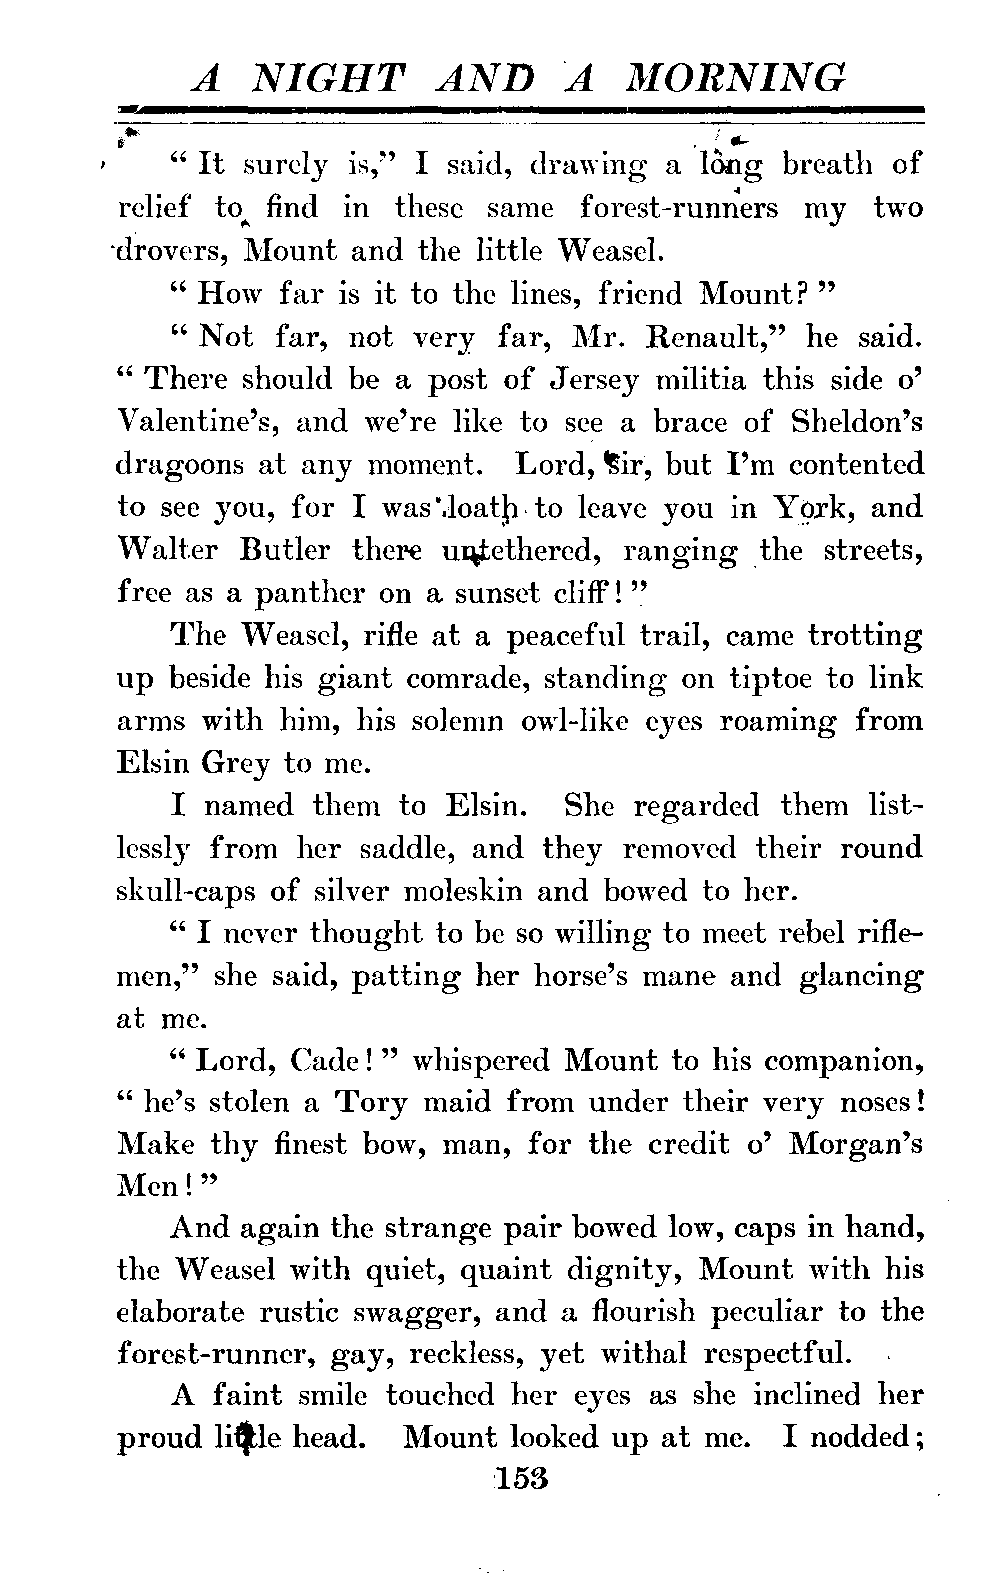 A NIGHT AND A MORNING
“ It surely is,” I said, drawing a long breath of
relief to find in these same forest-runners my two
drovers, Mount and the little Weasel.
“ How far is it to the lines, friend Mount? ”
“ Not far, not very far, Mr. Renault,” he said.
“ There should be a post of Jersey militia this side o’
Valentine’s, and we’re like to see a brace of Sheldon’s
dragoons at any moment. Lord, sir, but I’m contented
to see you, for I was loath to leave you in York, and
Walter Butler there untethered, ranging the streets,
free as a panther on a sunset cliff! ”
The Weasel, rifle at a peaceful trail, came trotting
up beside his giant comrade, standing on tiptoe to link
arms with him, his solemn owl-like eyes roaming from
Elsin Grey to me.
I named them to Elsin. She regarded them list-
lessly from her saddle, and they removed their round
skull-caps of silver moleskin and bowed to her.
“ I never thought to be so willing to meet rebel rifle-
men,” she said, patting her horse’s mane and glancing
at me.
“ Lord, Cade! ” whispered Mount to his companion,
“ he’s stolen a Tory maid from under their very noses!
Make thy finest bow, man, for the credit o’ Morgan’s
Men! ”
And again the strange pair bowed low, caps in hand,
the Weasel with quiet, quaint dignity, Mount with his
elaborate rustic swagger, and a flourish peculiar to the
forest-runner, gay, reckless, yet withal respectful.
A faint smile touched her eyes as she inclined her
proud little head. Mount looked up at me. I nodded;
153